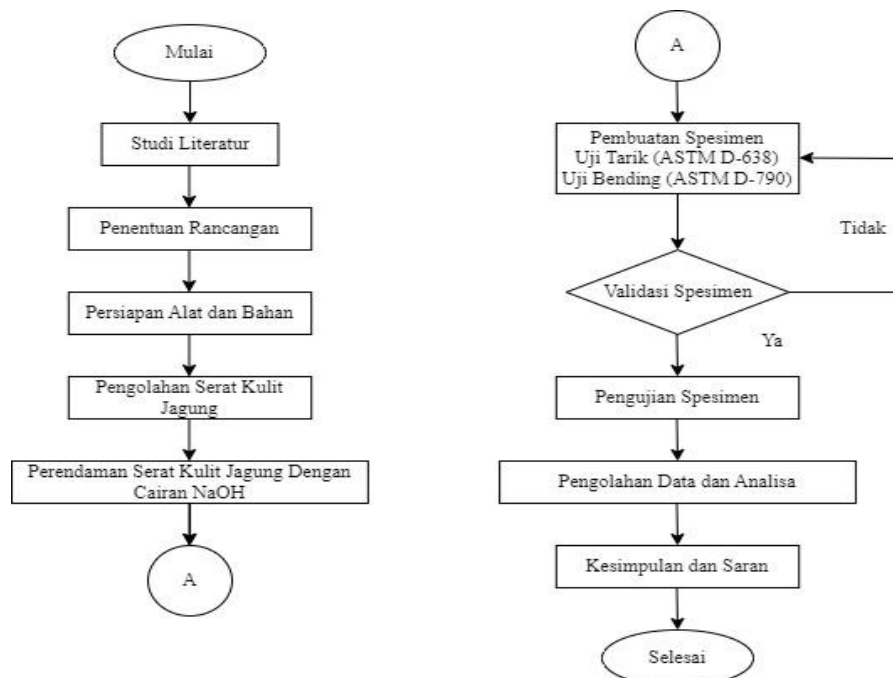 Mulai
Studi Literatur
Penentuan Rancangan
Persiapan Alat dan Bahan
Pengolahan Serat Kulit
Jagung
Perendaman Serat Kulit Jagung Dengan
Cairan NaOH
A
A
Pembuatan Spesimen
Uji Tarik (ASTM D-638)
Uji Bending (ASTM D-790)
Tidak
Validasi Spesimen
Ya
Pengujian Spesimen
Pengolahan Data dan Analisa
Kesimpulan dan Saran
Selesai